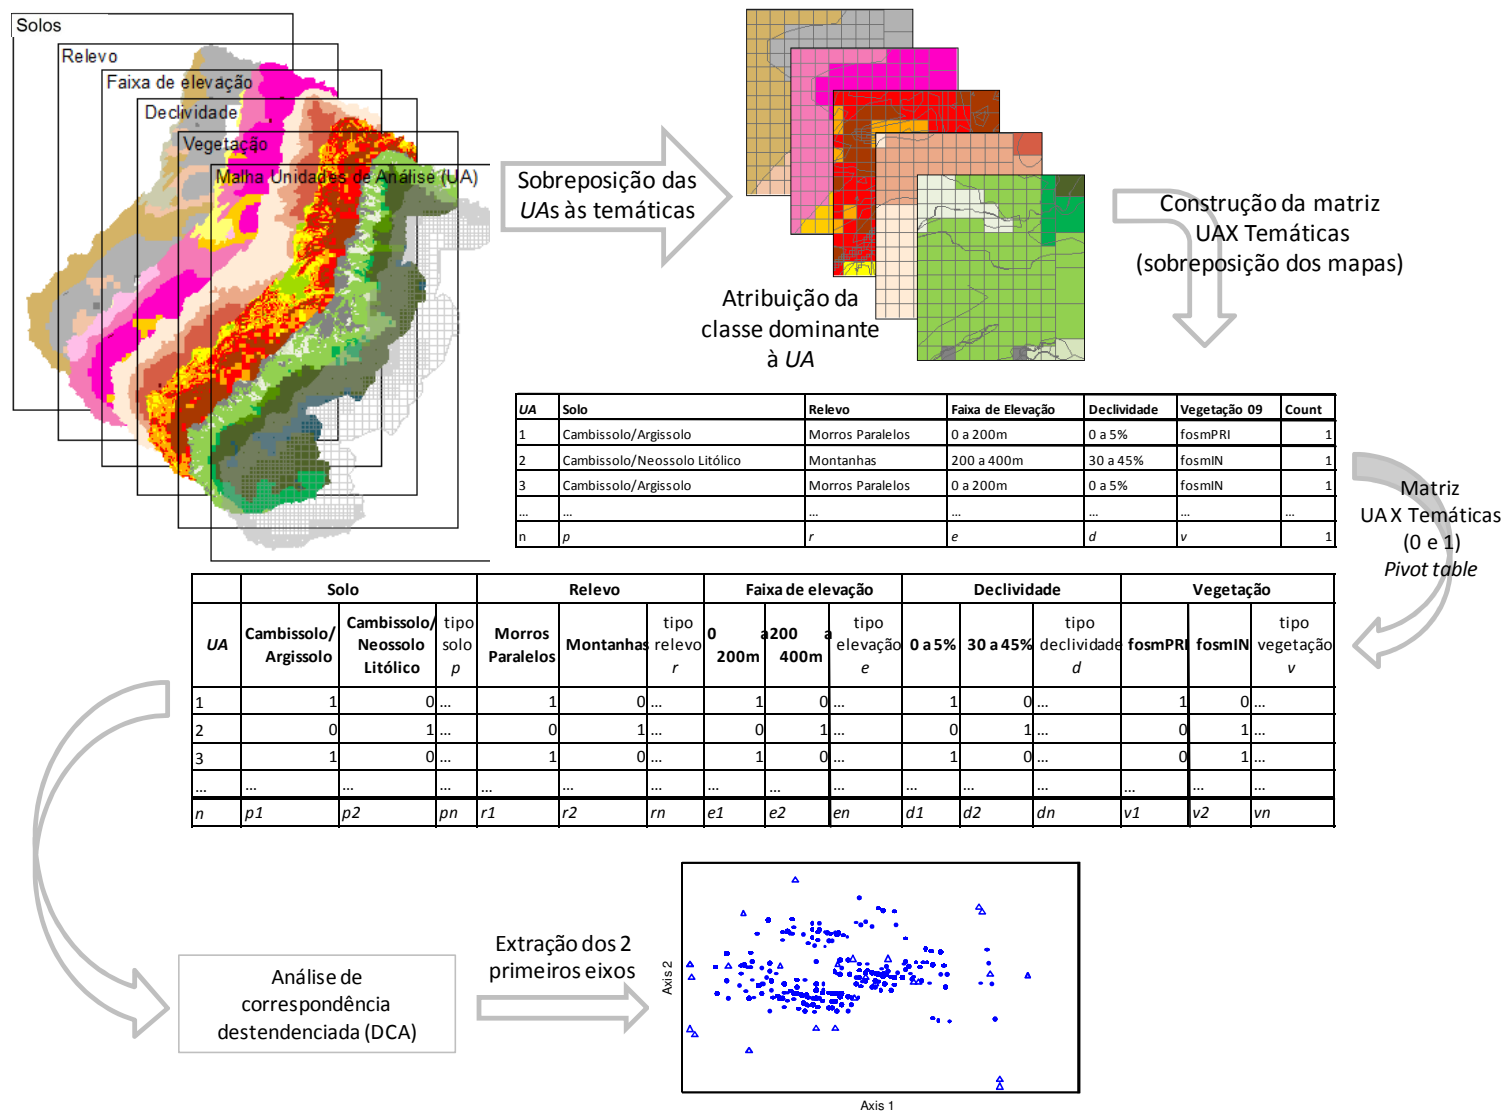 Solos
Relevo
Faixa de elevação
Declividade
Vegetação
Malha Unidades de Análise (UA)
Sobreposição das
UAs às temáticas
Atribuição da
classe dominante
à UA
Construção da matriz
UAX Temáticas
(sobreposição dos mapas)
UA Solo Relevo Faixa de Elevação Declividade Vegetação 09 Count
1 Cambissolo/Argissolo Morros Paralelos 0 a 200m 0 a 5% fosmPRI 1
2 Cambissolo/Neossolo Litólico Montanhas 200 a 400m 30 a 45% fosmIN 1
3 Cambissolo/Argissolo Morros Paralelos 0 a 200m 0 a 5% fosmIN 1
... ... ... ... ... ... ...
n p r e d v 1
Matriz
UAX Temáticas
(0 e 1)
Pivot table
Solo Relevo Faixa de elevação Declividade Vegetação
UA Cambissolo/ Argissolo Cambissolo/ Neossolo Litólico tipo solo p Morros Paralelos Montanhas tipo relevo r 0 a 200m 200 a 400m tipo elevação e 0 a 5% 30 a 45% tipo declividade d fosmPRI fosmIN tipo vegetação v
1 1 0 ... 1 0 ... 1 0 ... 1 0 ... 1 0 ...
2 0 1 ... 0 1 ... 0 1 ... 0 1 ... 0 1 ...
3 1 0 ... 1 0 ... 1 0 ... 1 0 ... 0 1 ...
... ... ... ... ... ... ... ... ... ... ... ... ... ... ... ...
n p1 p2 pn r1 r2 rn e1 e2 en d1 d2 dn v1 v2 vn
Análise de
correspondência
destendenciada (DCA)
Extração dos 2
primeiros eixos
Axis 2
Axis 1